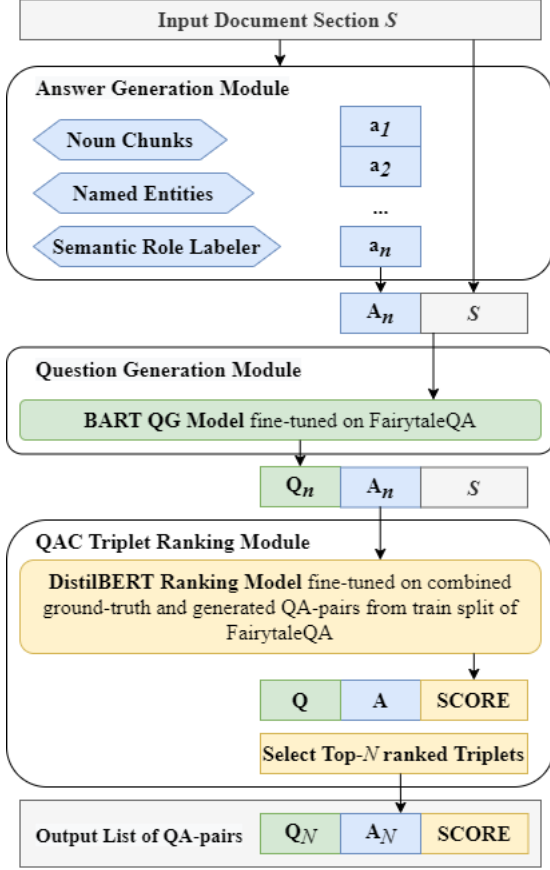 Input Document Section S
Answer Generation Module
Noun Chunks
Named Entities
Semantic Role Labeler
a1
a2
...
an
An S
Question Generation Module
BART QG Model fine-tuned on FairytaleQA
Qn An S
QAC Triplet Ranking Module
DistilBERT Ranking Model fine-tuned on combined
ground-truth and generated QA-pairs from train split of
FairytaleQA
Q A SCORE
Select Top-N ranked Triplets
Output List of QA-pairs QN AN SCORE